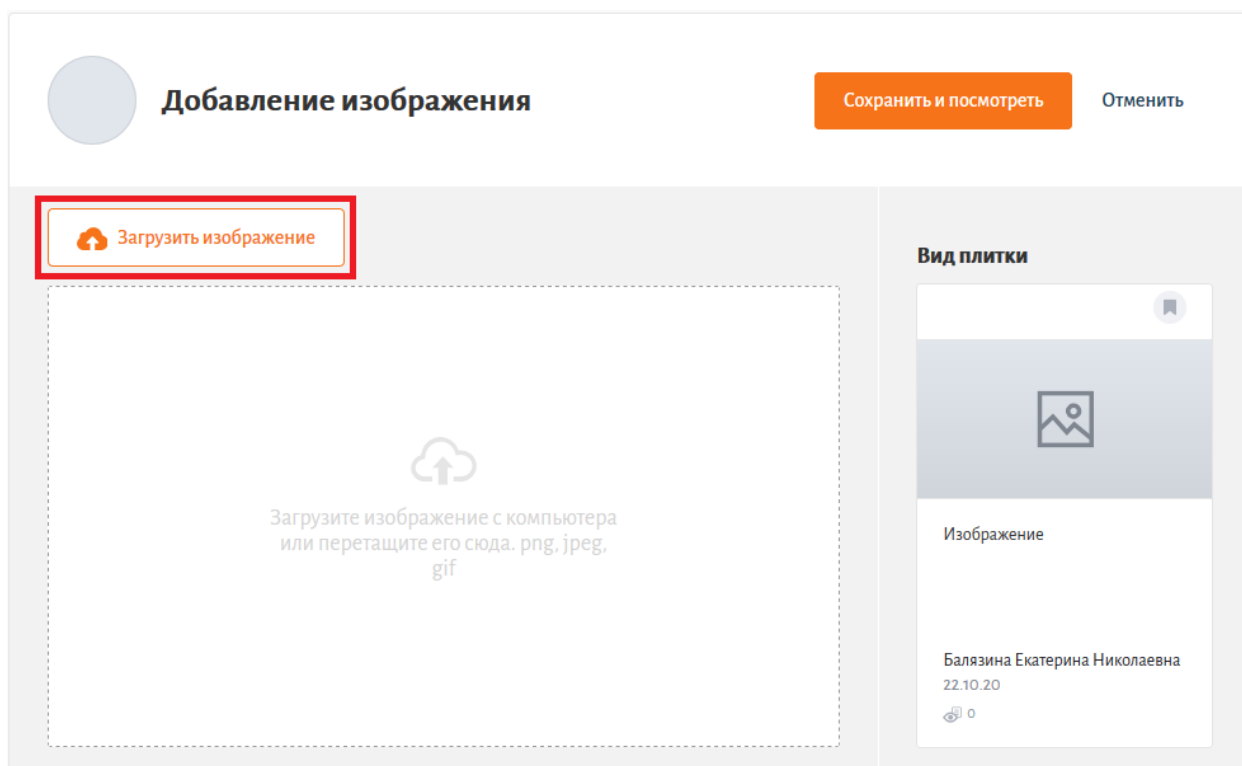 Добавление изображения
Сохранить и посмотреть
Отменить
Загрузить изображение
Загрузите изображение с компьютера
или перетащите его сюда. png, jpeg,
gif
Вид плитки
Изображение
Балязина Екатерина Николаевна
22.10.20
0